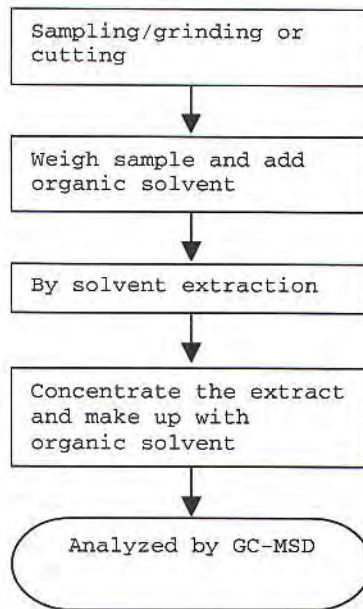 Sampling/grinding or
cutting
Weigh sample and add
organic solvent
By solvent extraction
Concentrate the extract
and make up with
organic solvent
Analyzed by GC-MSD